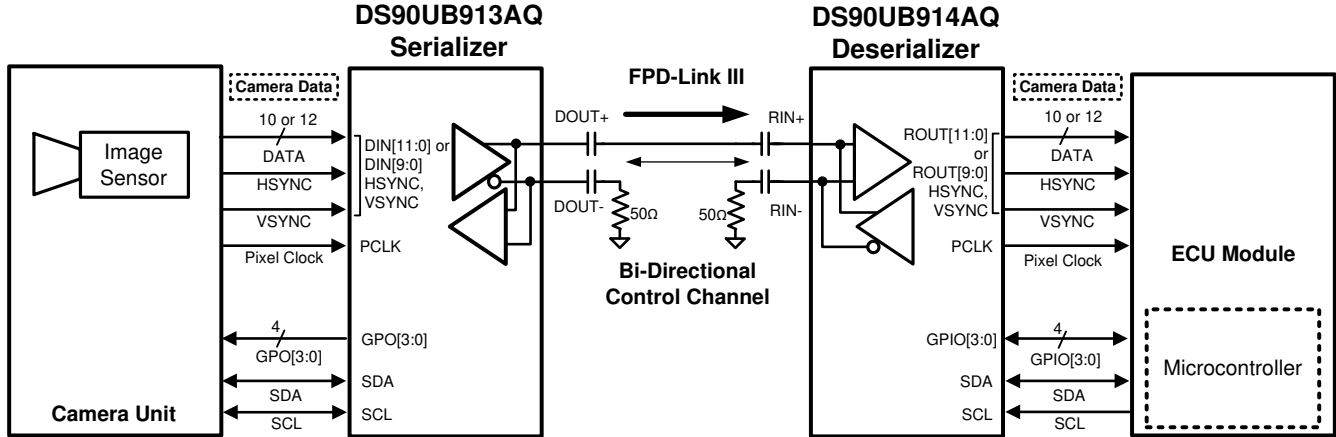 DS90UB913AQ
Serializer
DS90UB914AQ
Deserializer
FPD-Link III
Camera Data
10 or 12
DATA
HSYNC
VSYNC
Pixel Clock
4
GPO[3:0]
SDA
SCL
Image
Sensor
Camera Unit
DIN[11:0] or
DIN[9:0]
HSYNC,
VSYNC
PCLK
GPO[3:0]
SDA
SCL
DOUT+
DOUT-
50Ω
RIN+
RIN-
50Ω
Bi-Directional
Control Channel
ROUT[11:0]
or
ROUT[9:0]
HSYNC,
VSYNC
PCLK
GPIO[3:0]
SDA
SCL
Camera Data
10 or 12
DATA
HSYNC
VSYNC
Pixel Clock
4
GPIO[3:0]
SDA
SCL
ECU Module
Microcontroller